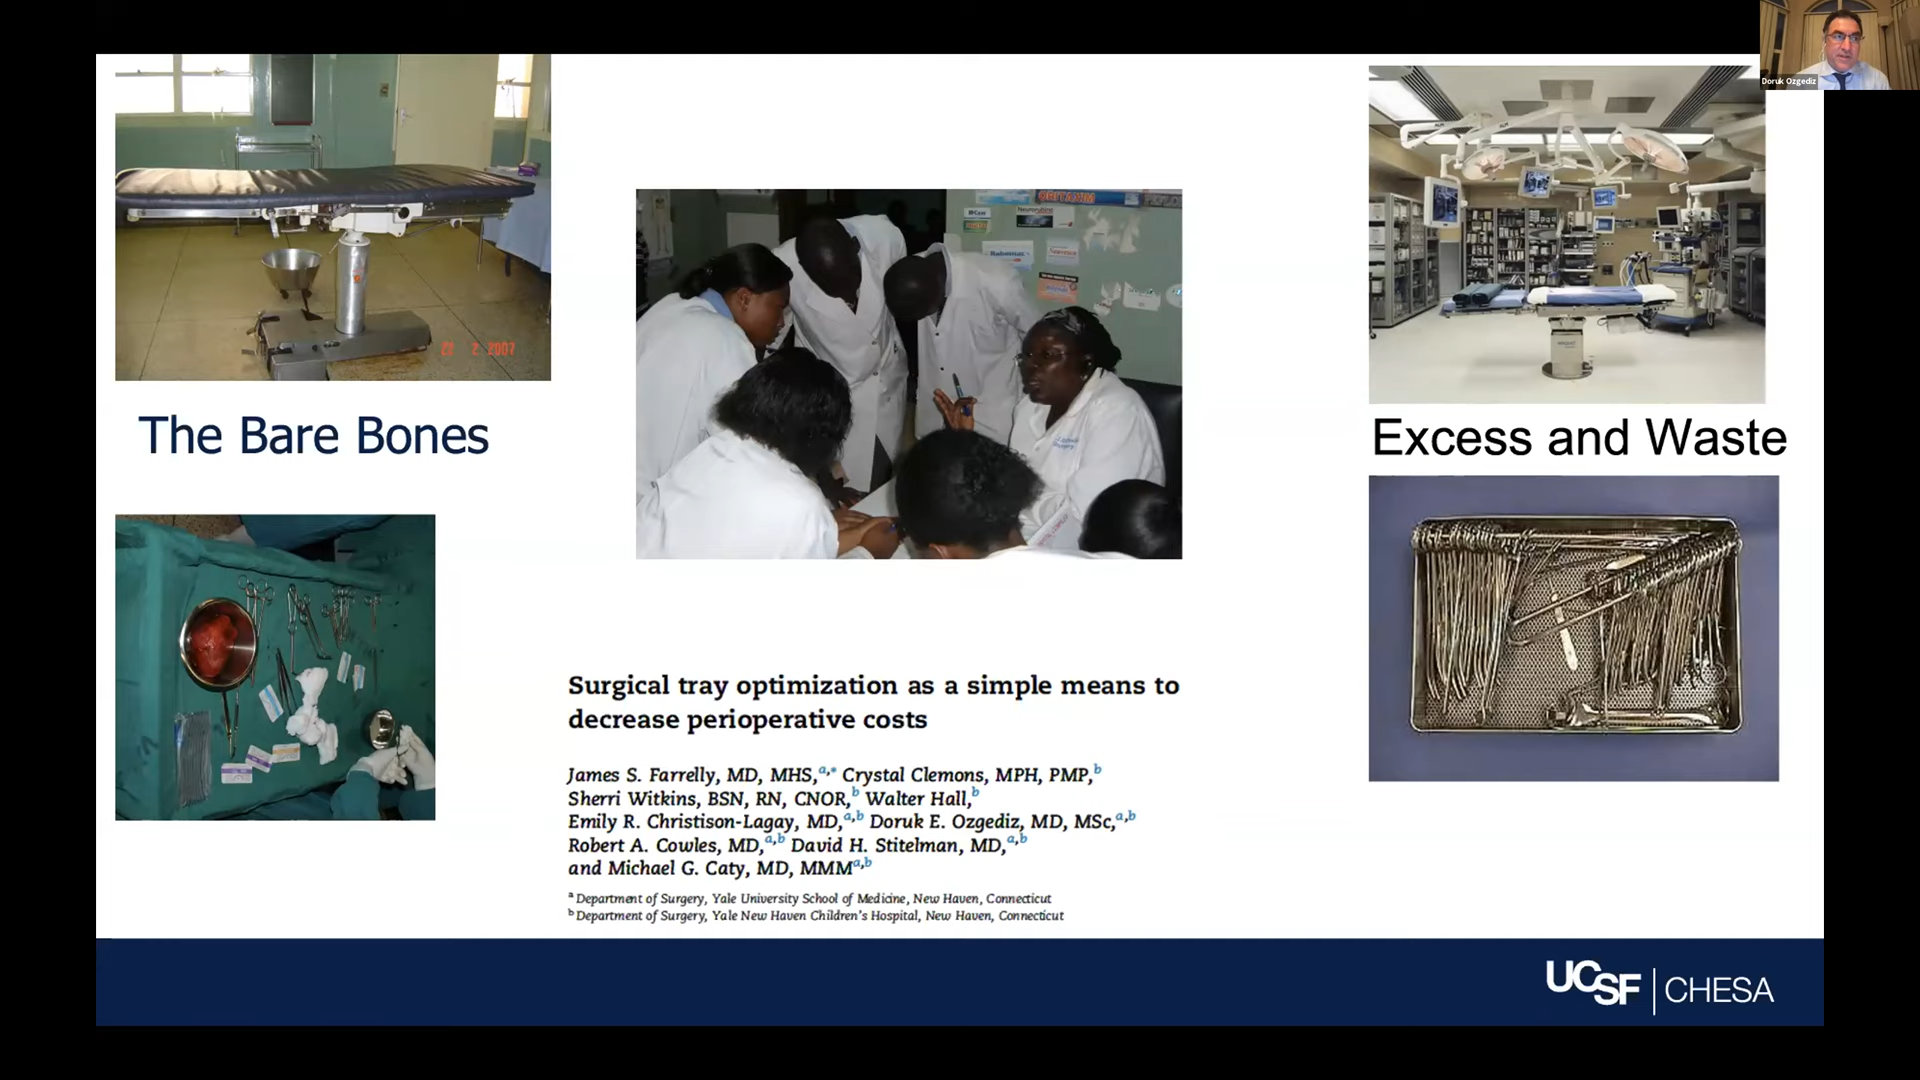 Doruk Ozgediz
22 2 2007
The Bare Bones
Excess and Waste
Surgical tray optimization as a simple means to
decrease perioperative costs
James S. Farrelly, MD, MHS,a,* Crystal Clemons, MPH, PMP,b
Sherri Witkins, BSN, RN, CNOR,b Walter Hall,b
Emily R. Christison-Lagay, MD,a,b Doruk E. Ozgediz, MD, MSc,a,b
Robert A. Cowles, MD,a,b David H. Stitelman, MD,a,b
and Michael G. Caty, MD, MMMa,b
a Department of Surgery, Yale University School of Medicine, New Haven, Connecticut
b Department of Surgery, Yale New Haven Children's Hospital, New Haven, Connecticut
UCSF | CHESA